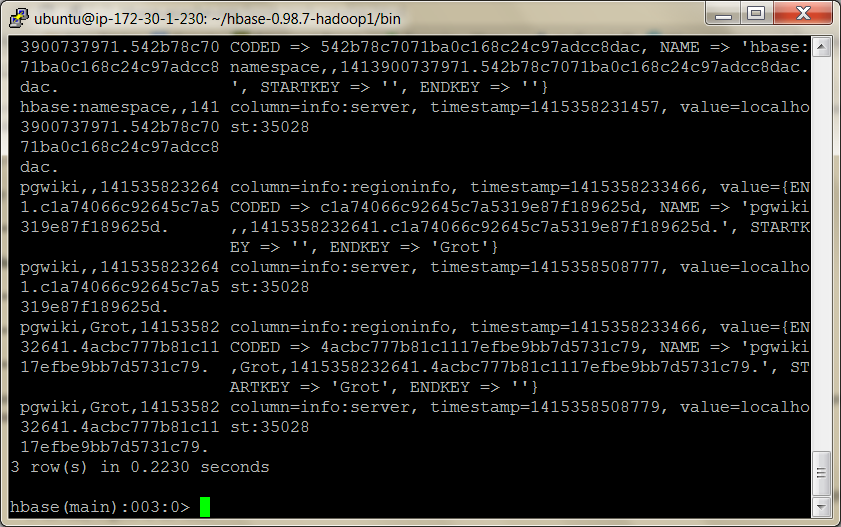 ubuntu@ip-172-30-1-230: ~/hbase-0.98.7-hadoop1/bin
 3900737971.542b78c70 CODED => 542b78c7071ba0c168c24c97adcc8dac, NAME => 'hbase:
 71ba0c168c24c97adcc8 namespace,,1413900737971.542b78c7071ba0c168c24c97adcc8dac.
 dac.                 ', STARTKEY => '', ENDKEY => ''}
 hbase:namespace,,141 column=info:server, timestamp=1415358231457, value=localho
 3900737971.542b78c70 st:35028
 71ba0c168c24c97adcc8
 dac.
 pgwiki,,141535823264 column=info:regioninfo, timestamp=1415358233466, value={EN
 1.c1a74066c92645c7a5 CODED => c1a74066c92645c7a5319e87f189625d, NAME => 'pgwiki
 319e87f189625d.      ,,1415358232641.c1a74066c92645c7a5319e87f189625d.', STARTK
                      EY => '', ENDKEY => 'Grot'}
 pgwiki,,141535823264 column=info:server, timestamp=1415358508777, value=localho
 1.c1a74066c92645c7a5 st:35028
 319e87f189625d.
 pgwiki,Grot,14153582 column=info:regioninfo, timestamp=1415358233466, value={EN
 32641.4acbc777b81c11 CODED => 4acbc777b81c1117efbe9bb7d5731c79, NAME => 'pgwiki
 17efbe9bb7d5731c79.  ,Grot,1415358232641.4acbc777b81c1117efbe9bb7d5731c79.', ST
                      ARTKEY => 'Grot', ENDKEY => ''}
 pgwiki,Grot,14153582 column=info:server, timestamp=1415358508779, value=localho
 32641.4acbc777b81c11 st:35028
 17efbe9bb7d5731c79.
3 row(s) in 0.2230 seconds
hbase(main):003:0>